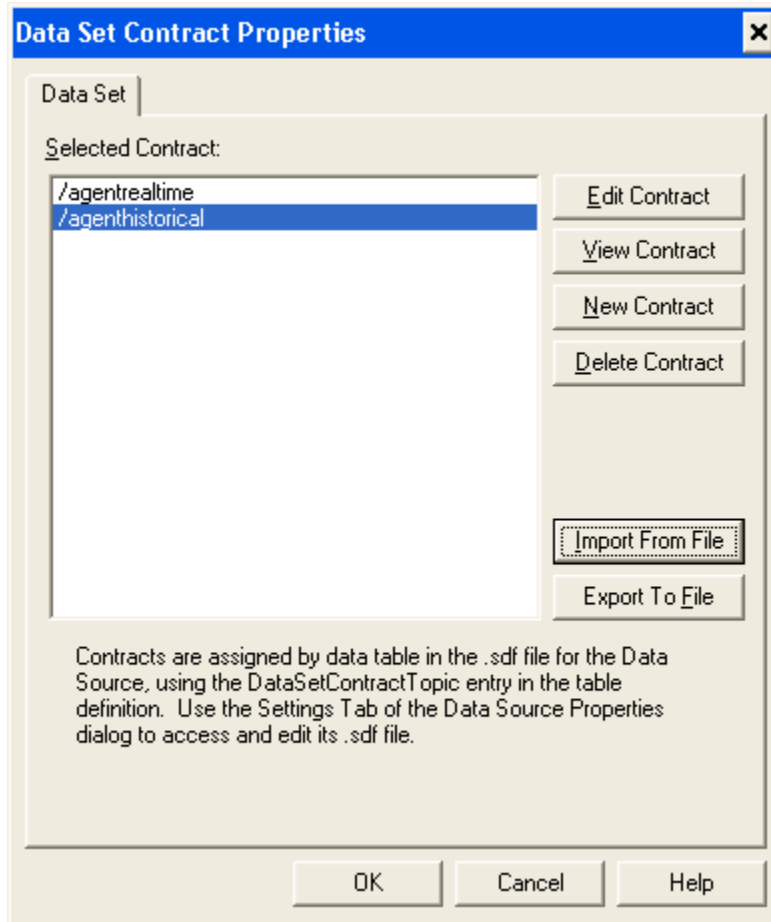 Data Set Contract Properties
Data Set
Selected Contract:
/agentrealtime
/agenthistorical
Edit Contract
View Contract
New Contract
Delete Contract
Import From File
Export To File
Contracts are assigned by data table in the .sdf file for the Data
Source, using the DataSetContractTopic entry in the table
definition. Use the Settings Tab of the Data Source Properties
dialog to access and edit its .sdf file.
OK
Cancel
Help